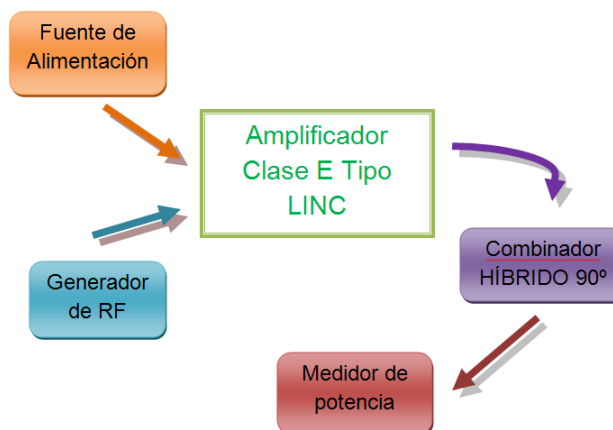 Fuente de
Alimentación
Amplificador
Clase E Tipo
LINC
Generador
de RF
Combinador
HÍBRIDO 90º
Medidor de
potencia